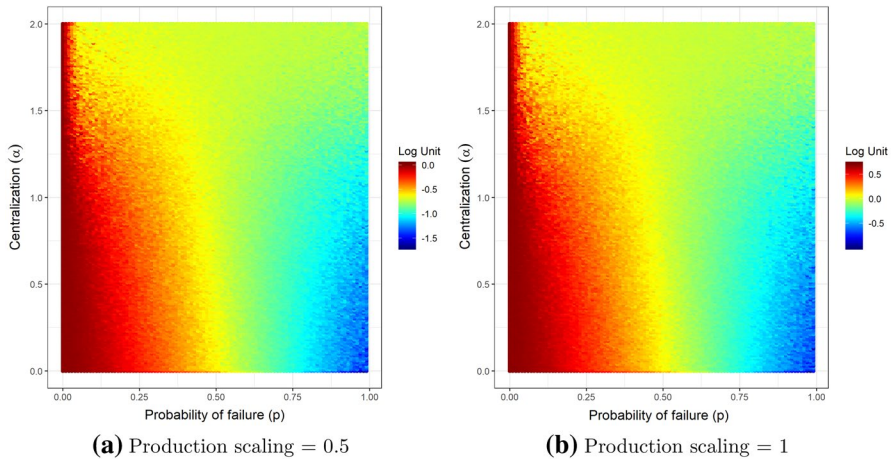 2.0
1.5
1.0
0.5
0.0
Centralization (α)
0.00 0.25 0.50 0.75 1.00
Probability of failure (p)
Log Unit
0.0
-0.5
-1.0
-1.5
(a) Production scaling = 0.5
2.0
1.5
1.0
0.5
0.0
Centralization (α)
0.00 0.25 0.50 0.75 1.00
Probability of failure (p)
Log Unit
0.5
0.0
-0.5
(b) Production scaling = 1